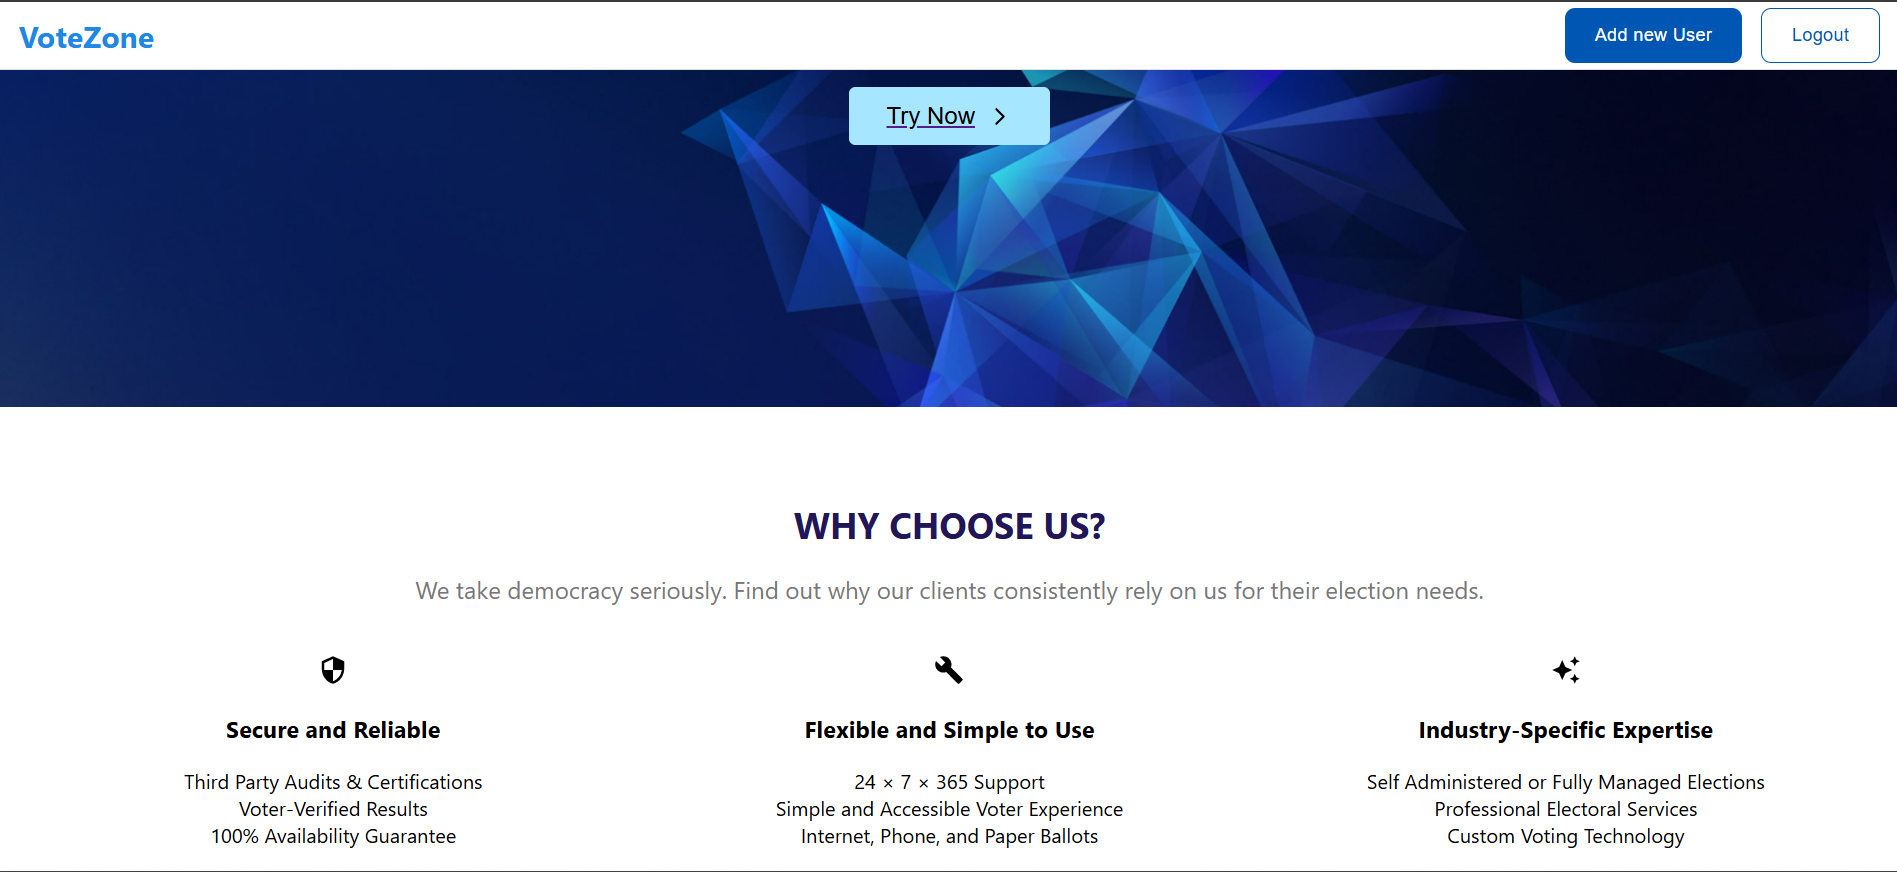 VoteZone
Add new User
Logout
Try Now
WHY CHOOSE US?
We take democracy seriously. Find out why our clients consistently rely on us for their election needs.
Secure and Reliable
Third Party Audits & Certifications
Voter-Verified Results
100% Availability Guarantee
Flexible and Simple to Use
24 × 7 × 365 Support
Simple and Accessible Voter Experience
Internet, Phone, and Paper Ballots
Industry-Specific Expertise
Self Administered or Fully Managed Elections
Professional Electoral Services
Custom Voting Technology